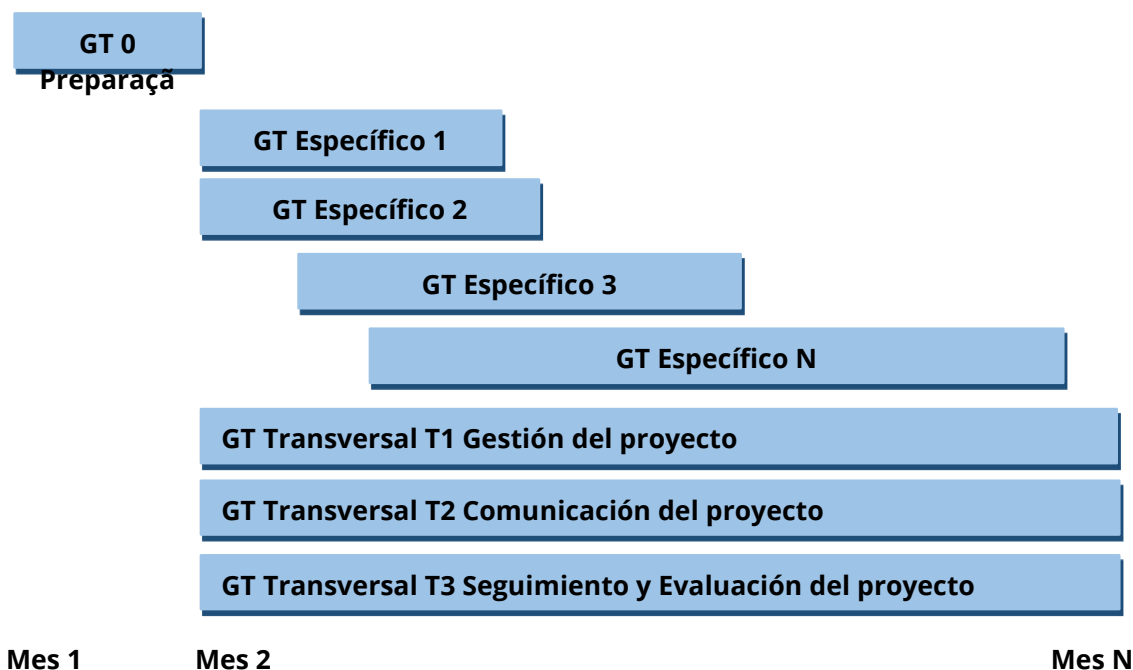 GT 0
Preparaçã
GT Específico 1
GT Específico 2
GT Específico 3
GT Específico N
GT Transversal T1 Gestión del proyecto
GT Transversal T2 Comunicación del proyecto
GT Transversal T3 Seguimiento y Evaluación del proyecto
Mes 1 Mes 2 Mes N